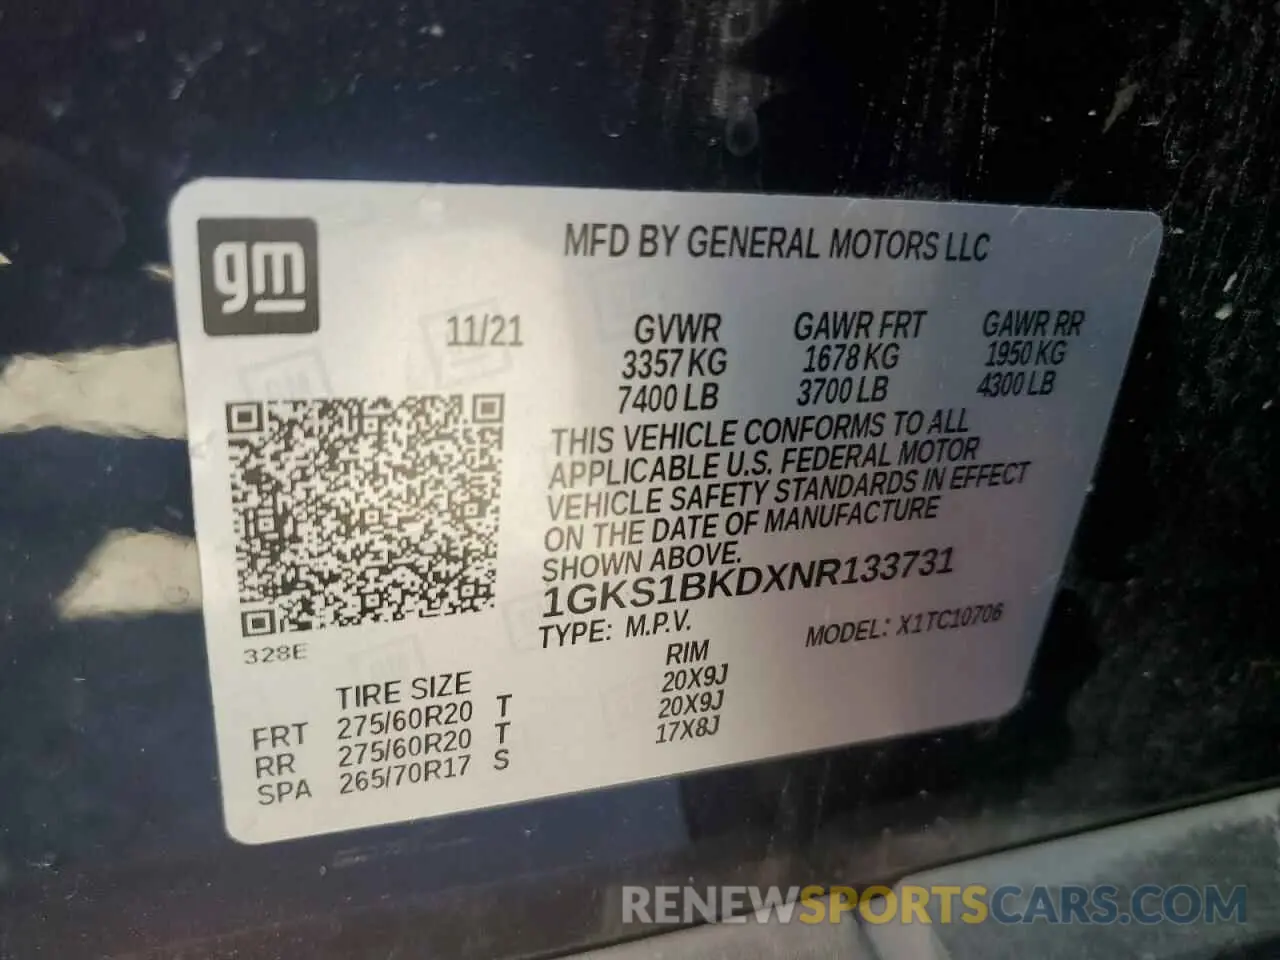 gm
MFD BY GENERAL MOTORS LLC
11/21 GVWR GAWR FRT GAWR RR
3357 KG 1678 KG 1950 KG
7400 LB 3700 LB 4300 LB
THIS VEHICLE CONFORMS TO ALL
APPLICABLE U.S. FEDERAL MOTOR
VEHICLE SAFETY STANDARDS IN EFFECT
ON THE DATE OF MANUFACTURE
SHOWN ABOVE.
1GKS1BKDXNR133731
TYPE: M.P.V. MODEL: X1TC10706
328E
TIRE SIZE RIM
FRT 275/60R20 T 20X9J
RR 275/60R20 T 20X9J
SPA 265/70R17 S 17X8J
RENEWSPORTSCARS.COM